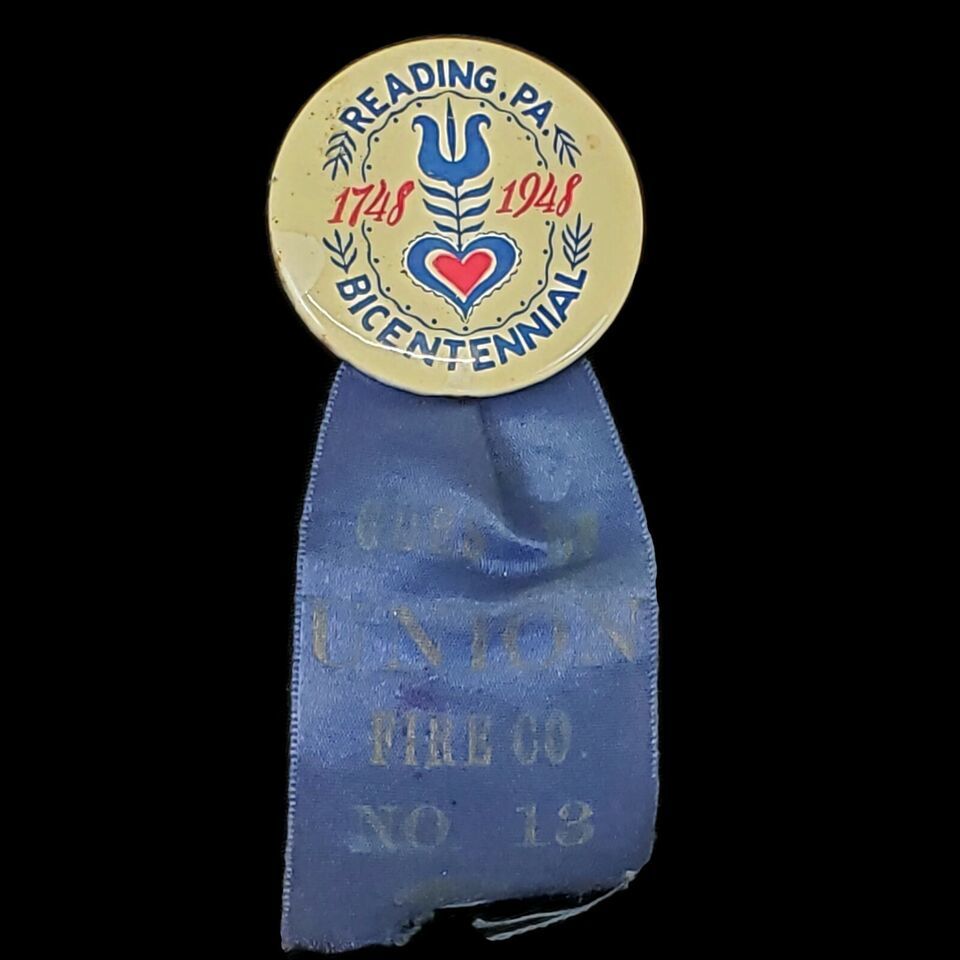 READING, PA.
1748 1948
BICENTENNIAL
UNION
FIRE CO
NO 13